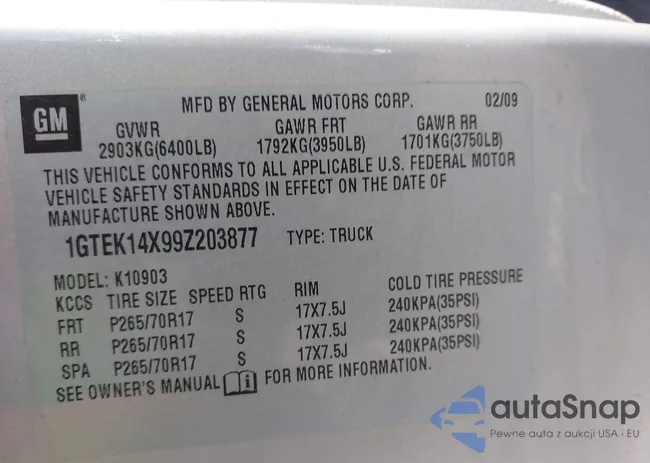 GM ® MFD BY GENERAL MOTORS CORP. 02/09
GVWR GAWR FRT GAWR RR
2903KG(6400LB) 1792KG(3950LB) 1701KG(3750LB)
THIS VEHICLE CONFORMS TO ALL APPLICABLE U.S. FEDERAL MOTOR
VEHICLE SAFETY STANDARDS IN EFFECT ON THE DATE OF
MANUFACTURE SHOWN ABOVE.
1GTEK14X99Z203877 TYPE: TRUCK
MODEL: K10903
KCCS TIRE SIZE SPEED RTG RIM COLD TIRE PRESSURE
FRT P265/70R17 S 17X7.5J 240KPA(35PSI)
RR P265/70R17 S 17X7.5J 240KPA(35PSI)
SPA P265/70R17 S 17X7.5J 240KPA(35PSI)
SEE OWNER'S MANUAL i FOR MORE INFORMATION.
autaSnap
Pewne auta z aukcji USA i EU